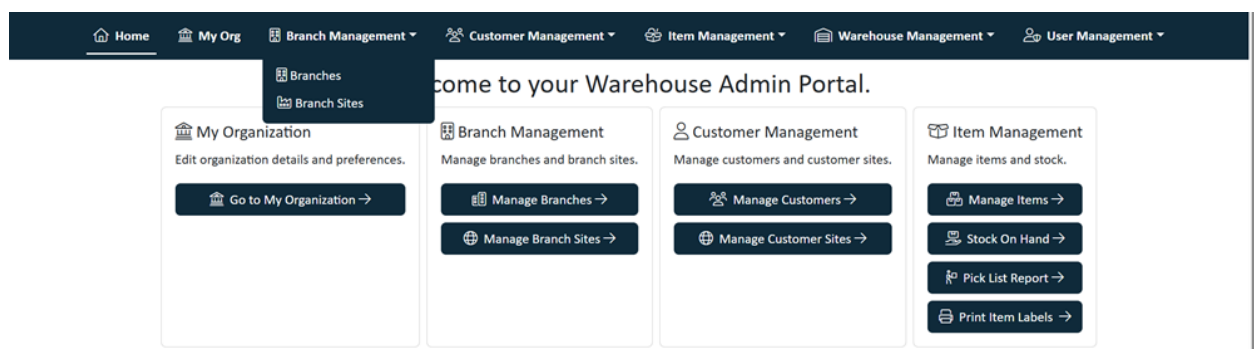 Home My Org Branch Management Customer Management Item Management Warehouse Management User Management
Branches
Branch Sites
come to your Warehouse Admin Portal.
My Organization
Edit organization details and preferences.
Go to My Organization →
Branch Management
Manage branches and branch sites.
Manage Branches →
Manage Branch Sites →
Customer Management
Manage customers and customer sites.
Manage Customers →
Manage Customer Sites →
Item Management
Manage items and stock.
Manage Items →
Stock On Hand →
Pick List Report →
Print Item Labels →